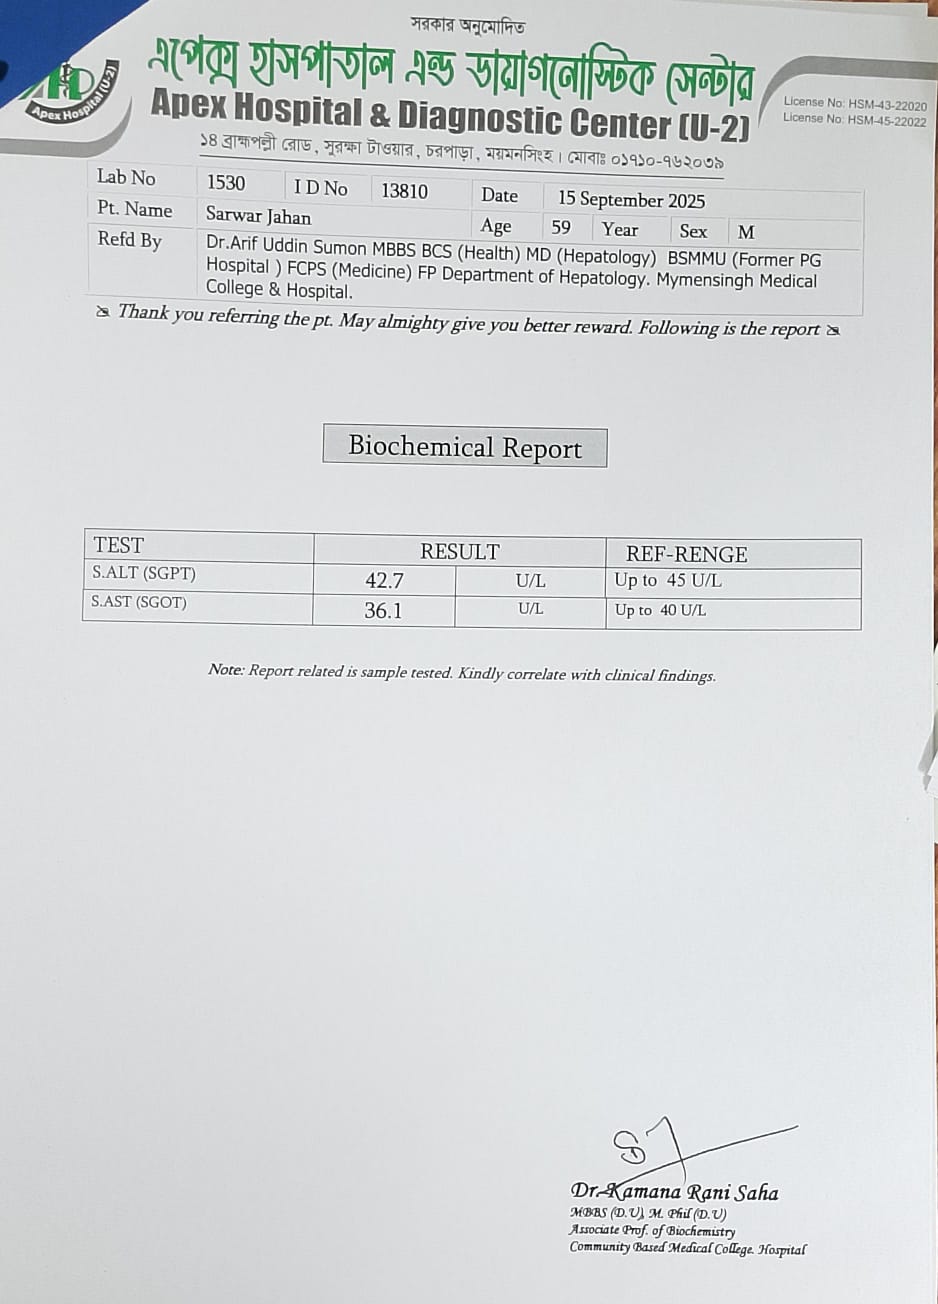 সরকার অনুমোদিত
এপেক্স হাসপাতাল এন্ড ডায়াগনোস্টিক সেন্টার
Apex Hospital & Diagnostic Center (U-2)
Apex Hospital (U-2)
License No: HSM-43-22020
License No: HSM-45-22022
১৪ ব্রাহ্মপল্লী রোড, সুরক্ষা টাওয়ার, চরপাড়া, ময়মনসিংহ। মোবাঃ ০১৭১০-৭৬২০৩৯
Lab No 1530 I D No 13810 Date 15 September 2025
Pt. Name Sarwar Jahan Age 59 Year Sex M
Refd By Dr.Arif Uddin Sumon MBBS BCS (Health) MD (Hepatology) BSMMU (Former PG
Hospital ) FCPS (Medicine) FP Department of Hepatology. Mymensingh Medical
College & Hospital.
Thank you referring the pt. May almighty give you better reward. Following is the report
Biochemical Report
TEST RESULT REF-RENGE
S.ALT (SGPT) 42.7 U/L Up to 45 U/L
S.AST (SGOT) 36.1 U/L Up to 40 U/L
Note: Report related is sample tested. Kindly correlate with clinical findings.
Dr. Kamana Rani Saha
MBBS (D.U), M. Phil (D.U)
Associate Prof. of Biochemistry
Community Based Medical College. Hospital